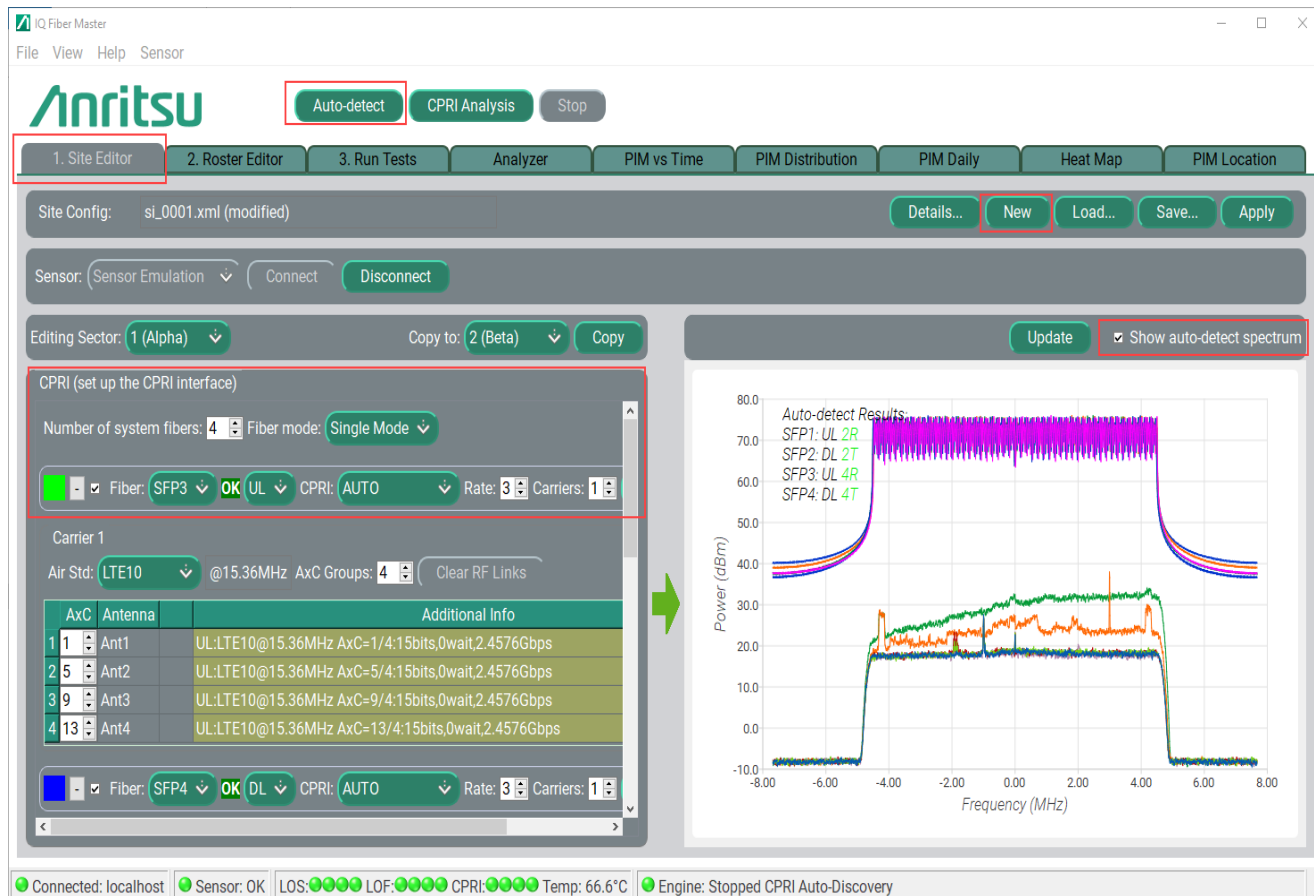 IQ Fiber Master
File View Help Sensor
Anritsu
Auto-detect CPRI Analysis Stop
1. Site Editor 2. Roster Editor 3. Run Tests Analyzer PIM vs Time PIM Distribution PIM Daily Heat Map PIM Location
Site Config: si_0001.xml (modified) Details... New Load... Save... Apply
Sensor: Sensor Emulation Connect Disconnect
Editing Sector: 1 (Alpha) Copy to: 2 (Beta) Copy
CPRI (set up the CPRI interface)
Number of system fibers: 4 Fiber mode: Single Mode
- Fiber: SFP3 OK UL CPRI: AUTO Rate: 3 Carriers: 1
Carrier 1
Air Std: LTE10 @15.36MHz AxC Groups: 4 Clear RF Links
AxC Antenna Additional Info
1 1 Ant1 UL:LTE10@15.36MHz AxC=1/4:15bits,0wait,2.4576Gbps
2 5 Ant2 UL:LTE10@15.36MHz AxC=5/4:15bits,0wait,2.4576Gbps
3 9 Ant3 UL:LTE10@15.36MHz AxC=9/4:15bits,0wait,2.4576Gbps
4 13 Ant4 UL:LTE10@15.36MHz AxC=13/4:15bits,0wait,2.4576Gbps
- Fiber: SFP4 OK DL CPRI: AUTO Rate: 3 Carriers: 1
Update Show auto-detect spectrum
Auto-detect Results:
SFP1: UL 2R
SFP2: DL 2T
SFP3: UL 4R
SFP4: DL 4T
Power (dBm)
80.0
70.0
60.0
50.0
40.0
30.0
20.0
10.0
0.0
-10.0
-8.00 -6.00 -4.00 -2.00 0.00 2.00 4.00 6.00 8.00
Frequency (MHz)
Connected: localhost Sensor: OK LOS: LOF: CPRI: Temp: 66.6°C Engine: Stopped CPRI Auto-Discovery